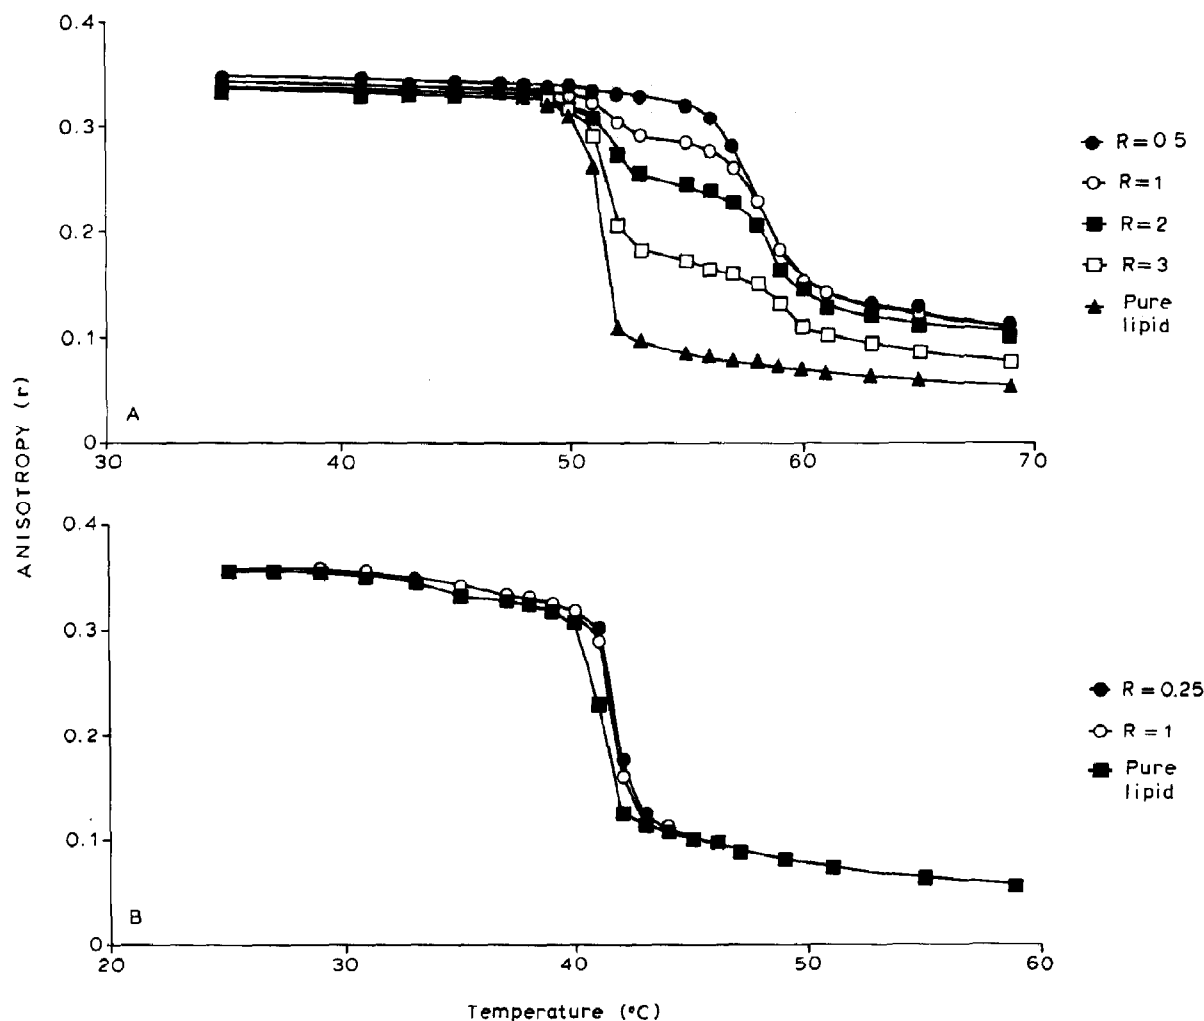 0.4
0.3
0.2
0.1
0
A
30
40
50
60
70
R=0 5
R=1
R=2
R=3
Pure
lipid
ANISOTROPY (r)
0.4
0.3
0.2
0.1
0
B
20
30
40
50
60
R=0.25
R=1
Pure
lipid
Temperature (°C)